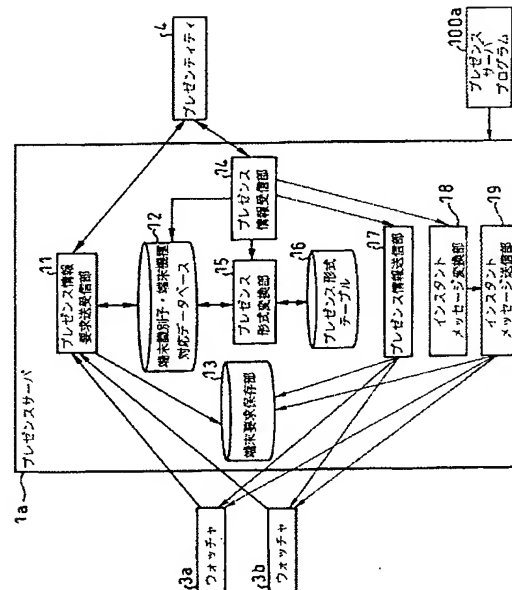 1a
プレゼンスサーバ
11
プレゼンス情報
要求送受信部
12
端末識別子・端末種別
対応データベース
13
端末要求保存部
14
プレゼンス
情報受信部
15
プレゼンス
形式変換部
16
プレゼンス形式
テーブル
17
プレゼンス情報送信部
18
インスタント
メッセージ変換部
19
インスタント
メッセージ送信部
3a
ウォッチャ
3b
ウォッチャ
4
プレゼンティティ
100a
プレゼンス
サーバ
プログラム